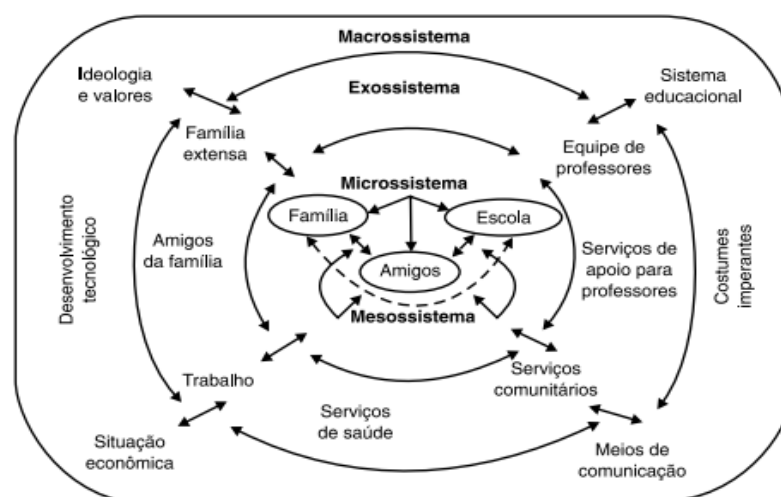 Macrossistema
Ideologia
e valores
Exossistema
Sistema
educacional
Família
extensa
Equipe de
professores
Microssistema
Família
Escola
Desenvolvimento
tecnológico
Amigos
da família
Amigos
Serviços de
apoio para
professores
Costumes
imperantes
Mesossistema
Trabalho
Serviços
comunitários
Serviços
de saúde
Situação
econômica
Meios de
comunicação